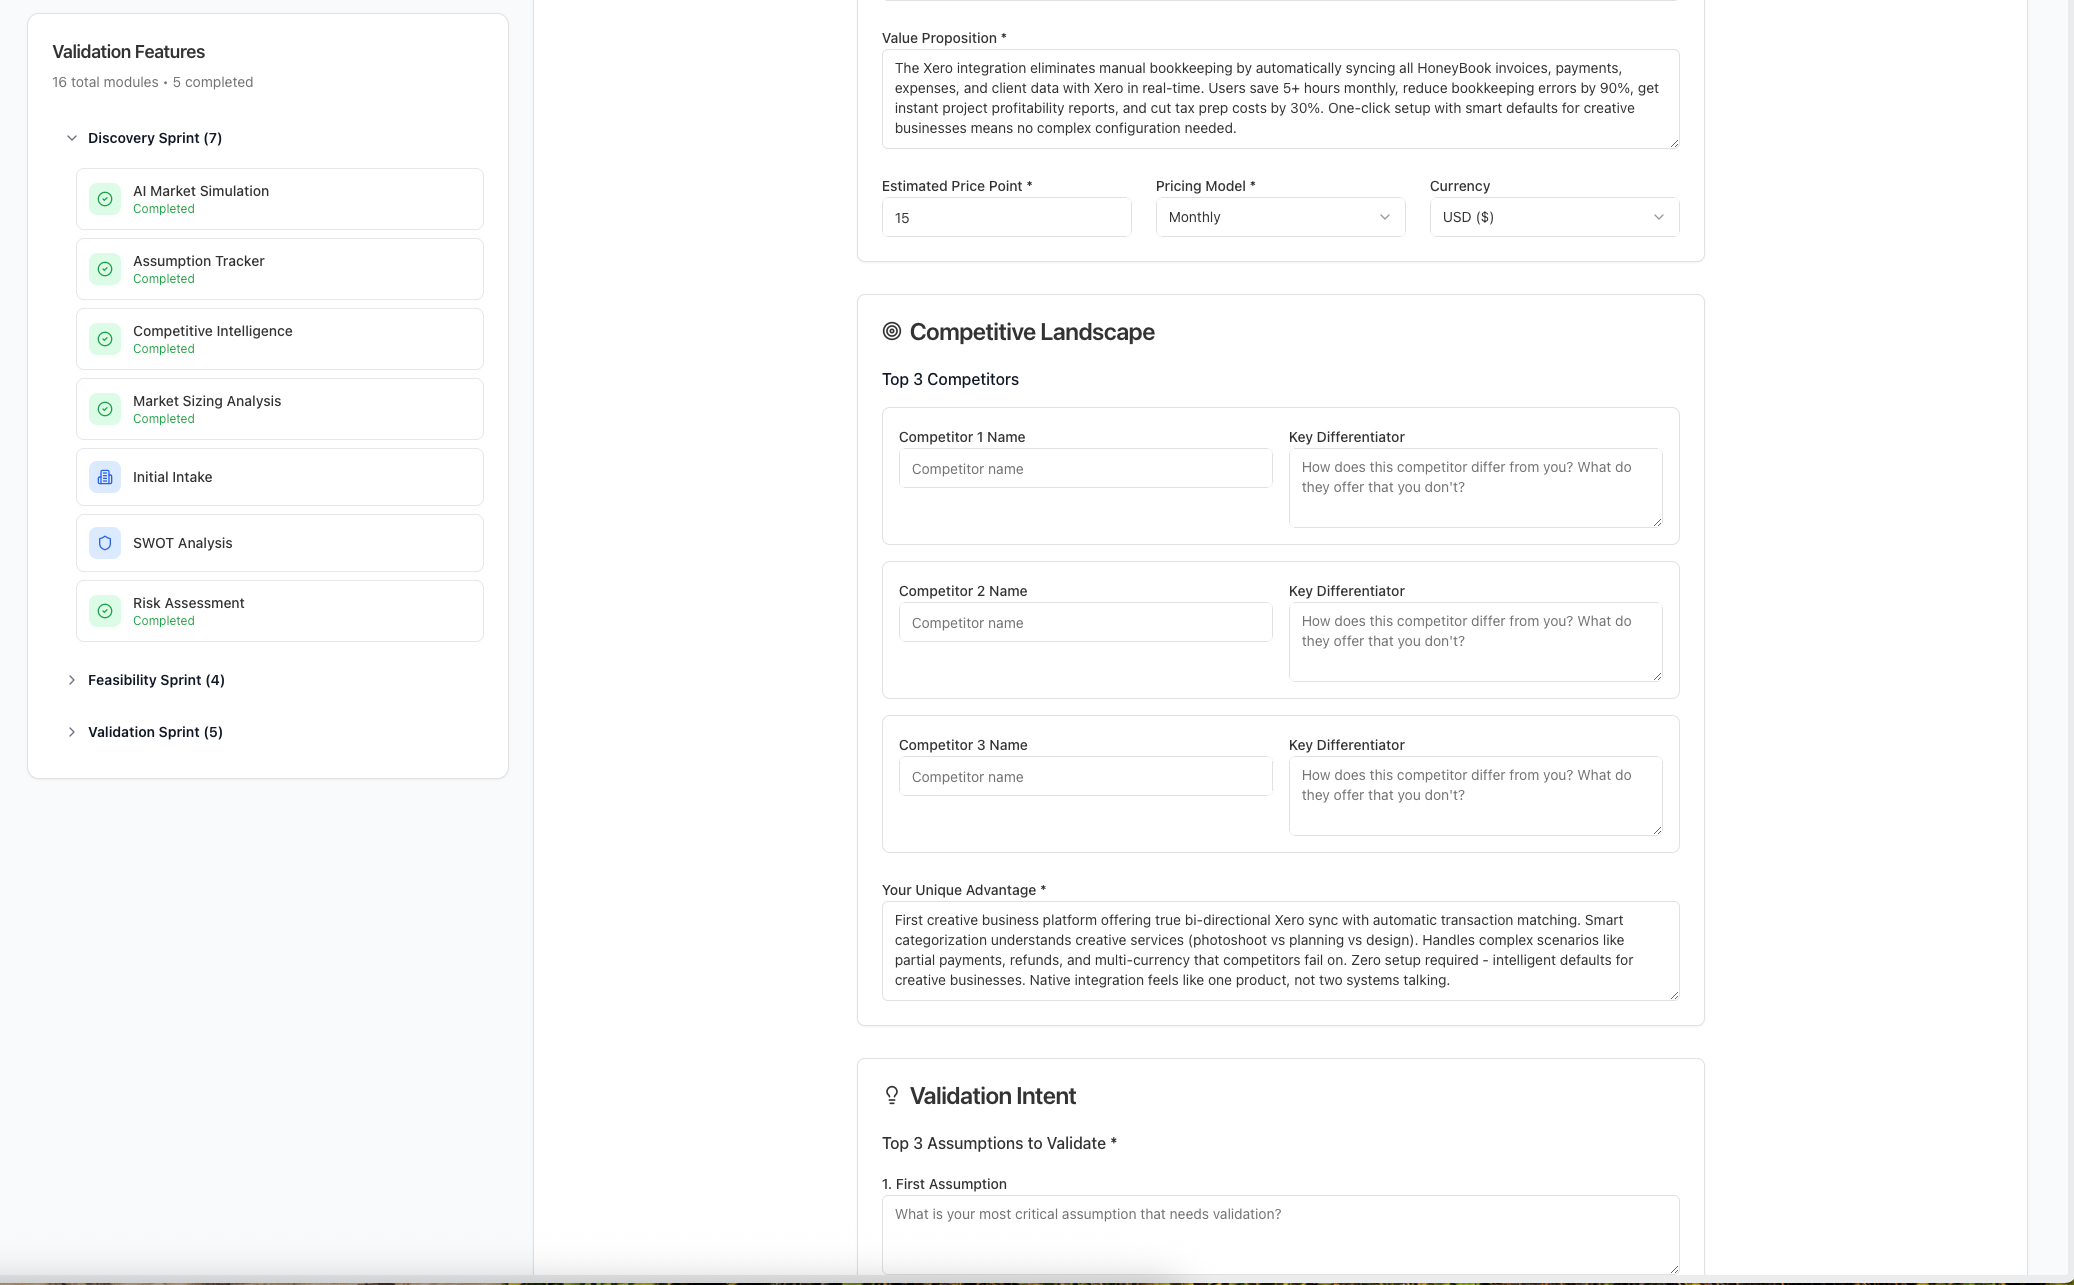 Validation Features
16 total modules • 5 completed
Discovery Sprint (7)
AI Market Simulation
Completed
Assumption Tracker
Completed
Competitive Intelligence
Completed
Market Sizing Analysis
Completed
Initial Intake
SWOT Analysis
Risk Assessment
Completed
Feasibility Sprint (4)
Validation Sprint (5)
Value Proposition *
The Xero integration eliminates manual bookkeeping by automatically syncing all HoneyBook invoices, payments,
expenses, and client data with Xero in real-time. Users save 5+ hours monthly, reduce bookkeeping errors by 90%, get
instant project profitability reports, and cut tax prep costs by 30%. One-click setup with smart defaults for creative
businesses means no complex configuration needed.
Estimated Price Point *
15
Pricing Model *
Monthly
Currency
USD ($)
Competitive Landscape
Top 3 Competitors
Competitor 1 Name
Competitor name
Key Differentiator
How does this competitor differ from you? What do
they offer that you don't?
Competitor 2 Name
Competitor name
Key Differentiator
How does this competitor differ from you? What do
they offer that you don't?
Competitor 3 Name
Competitor name
Key Differentiator
How does this competitor differ from you? What do
they offer that you don't?
Your Unique Advantage *
First creative business platform offering true bi-directional Xero sync with automatic transaction matching. Smart
categorization understands creative services (photoshoot vs planning vs design). Handles complex scenarios like
partial payments, refunds, and multi-currency that competitors fail on. Zero setup required - intelligent defaults for
creative businesses. Native integration feels like one product, not two systems talking.
Validation Intent
Top 3 Assumptions to Validate *
1. First Assumption
What is your most critical assumption that needs validation?